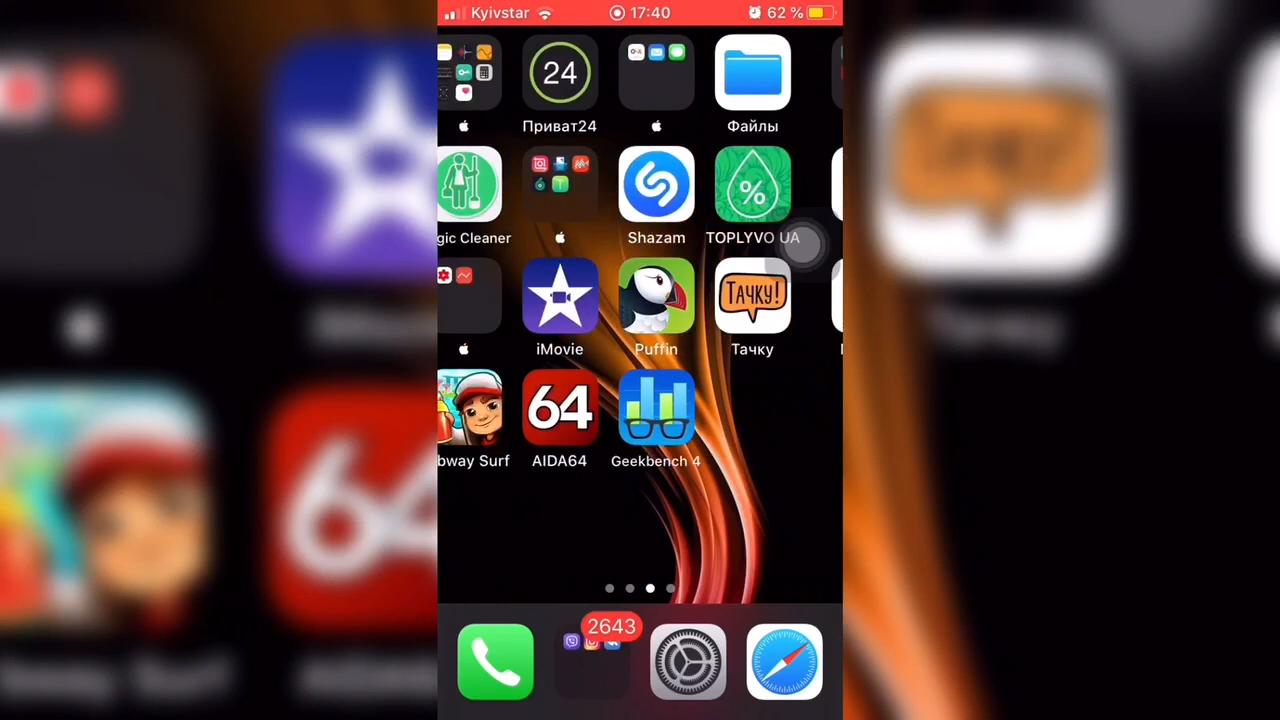 Kyivstar 17:40 62 %
24
Приват24 Файлы
%
gic Cleaner Shazam TOPLYVO UA
ТАЧКУ!
iMovie Puffin Тачку
64
bway Surf AIDA64 Geekbench 4
2643